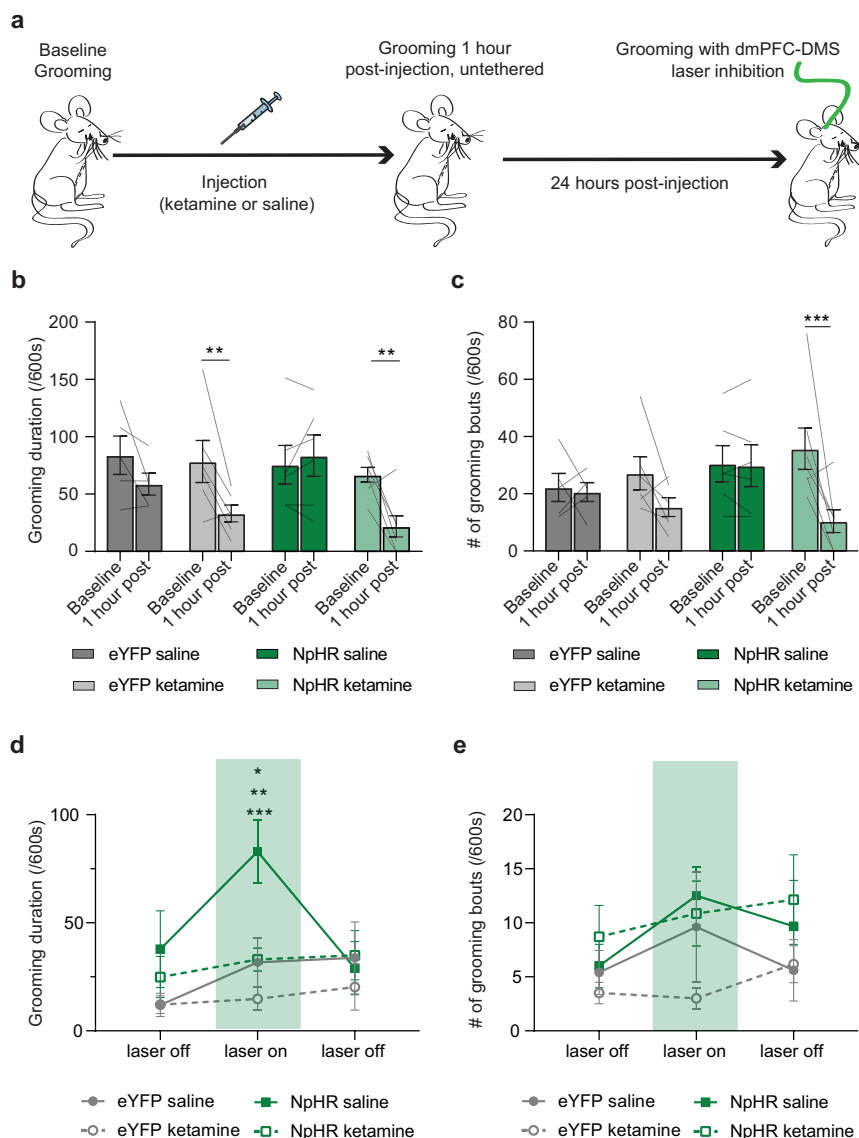 a
Baseline
Grooming
Grooming 1 hour
post-injection, untethered
Grooming with dmPFC-DMS
laser inhibition
Injection
(ketamine or saline)
24 hours post-injection
b
Grooming duration (/600s)
200
150
100
50
0
**
**
Baseline
1 hour post
Baseline
1 hour post
Baseline
1 hour post
Baseline
1 hour post
eYFP saline
NpHR saline
eYFP ketamine
NpHR ketamine
c
# of grooming bouts (/600s)
80
60
40
20
0
***
Baseline
1 hour post
Baseline
1 hour post
Baseline
1 hour post
Baseline
1 hour post
eYFP saline
NpHR saline
eYFP ketamine
NpHR ketamine
d
Grooming duration (/600s)
100
50
0
*
**
***
laser off
laser on
laser off
eYFP saline
NpHR saline
eYFP ketamine
NpHR ketamine
e
# of grooming bouts (/600s)
20
15
10
5
0
laser off
laser on
laser off
eYFP saline
NpHR saline
eYFP ketamine
NpHR ketamine